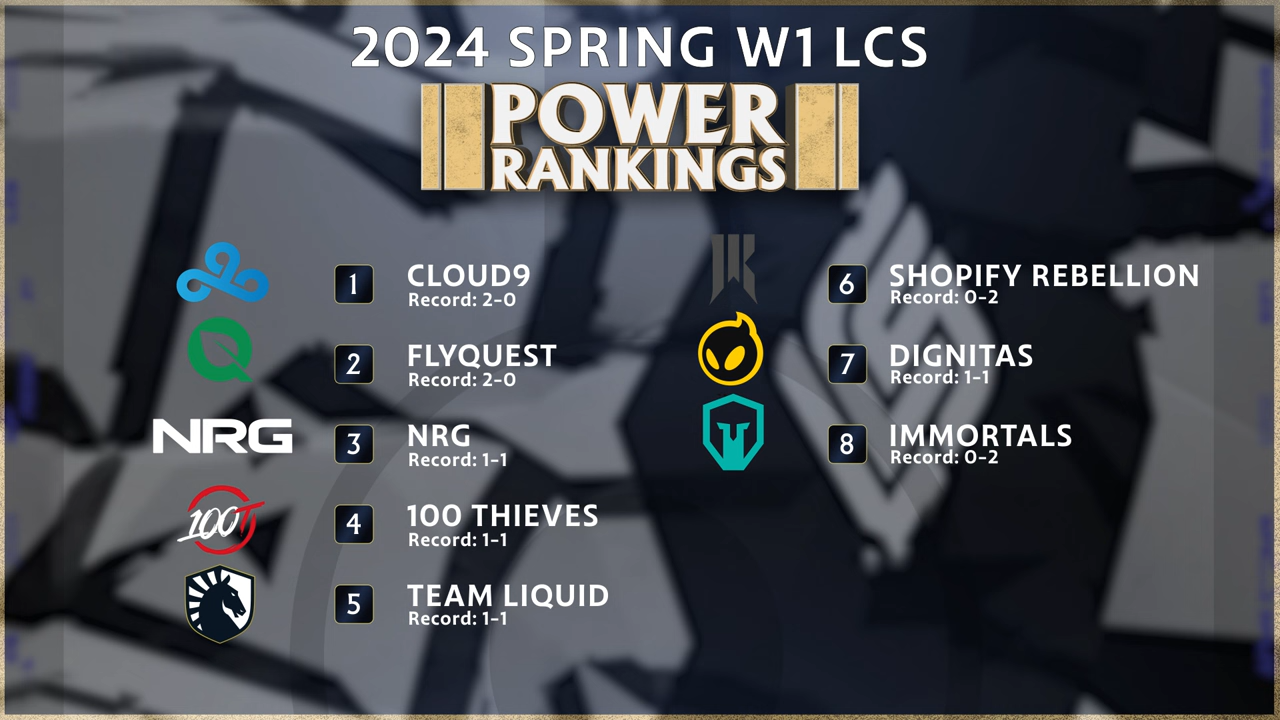 2024 SPRING W1 LCS
POWER
RANKINGS
1 CLOUD9
Record: 2-0
2 FLYQUEST
Record: 2-0
NRG 3 NRG
Record: 1-1
100T 4 100 THIEVES
Record: 1-1
5 TEAM LIQUID
Record: 1-1
6 SHOPIFY REBELLION
Record: 0-2
7 DIGNITAS
Record: 1-1
8 IMMORTALS
Record: 0-2